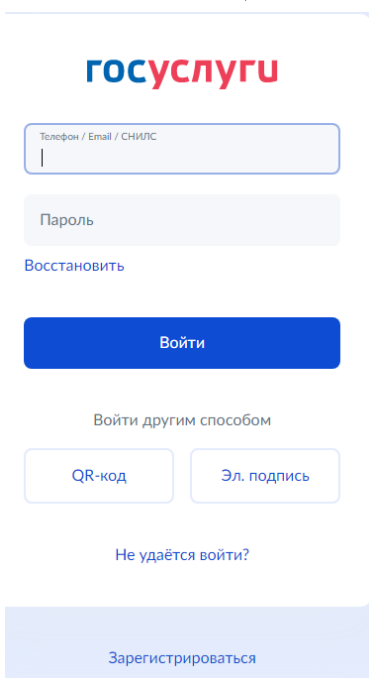 госуслуги
Телефон / Email / СНИЛС
Пароль
Восстановить
Войти
Войти другим способом
QR-код
Эл. подпись
Не удаётся войти?
Зарегистрироваться